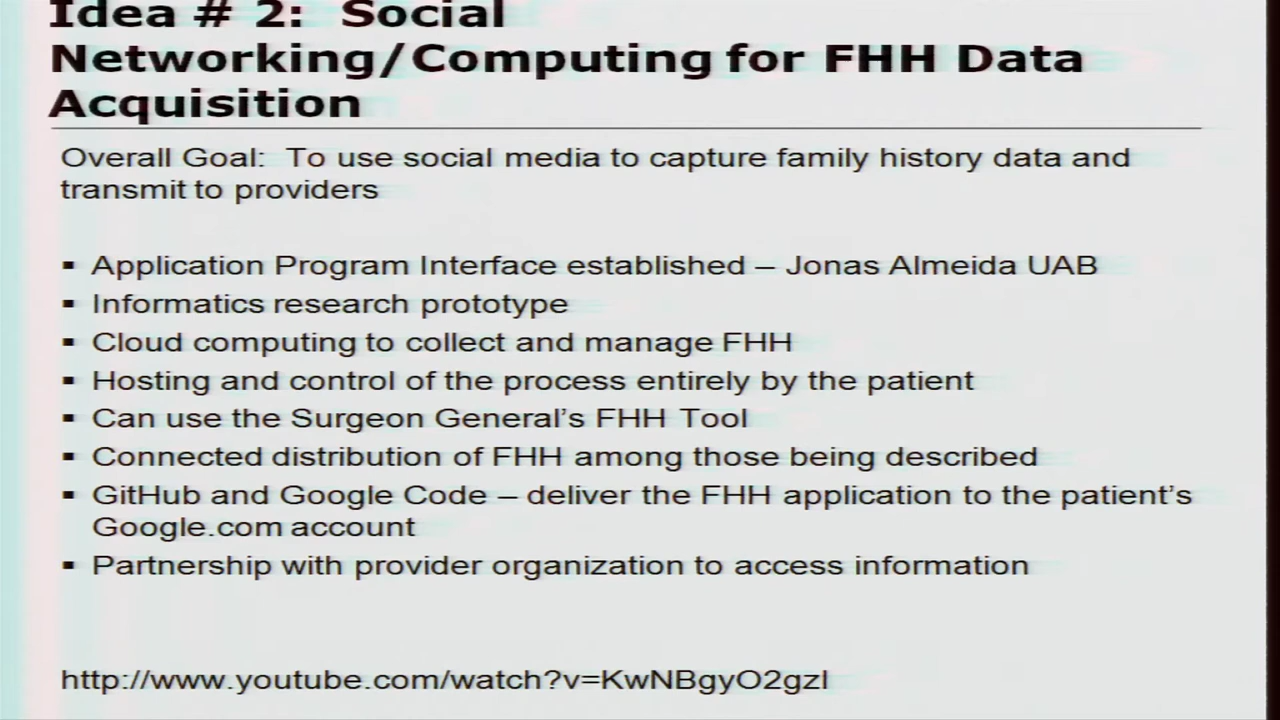 Idea # 2:  Social
Networking/Computing for FHH Data
Acquisition
Overall Goal:  To use social media to capture family history data and
transmit to providers
▪ Application Program Interface established – Jonas Almeida UAB
▪ Informatics research prototype
▪ Cloud computing to collect and manage FHH
▪ Hosting and control of the process entirely by the patient
▪ Can use the Surgeon General's FHH Tool
▪ Connected distribution of FHH among those being described
▪ GitHub and Google Code – deliver the FHH application to the patient's
Google.com account
▪ Partnership with provider organization to access information
http://www.youtube.com/watch?v=KwNBgyO2gzI